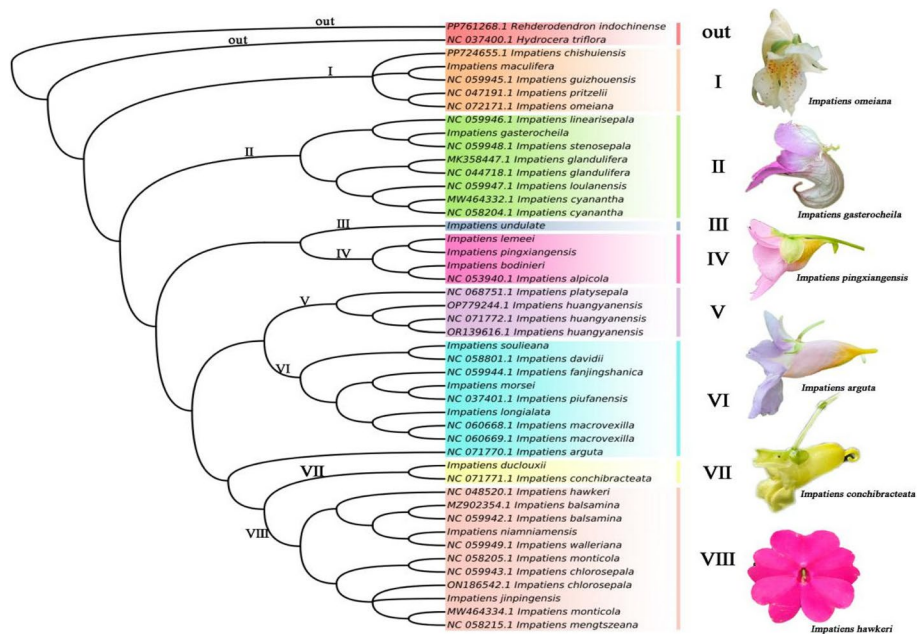 out
out
I
II
III
IV
V
VI
VII
VIII
PP761268.1 Rehderodendron indochinense
NC 037400.1 Hydrocera triflora
PP724655.1 Impatiens chishuiensis
Impatiens maculifera
NC 059945.1 Impatiens guizhouensis
NC 047191.1 Impatiens pritzelii
NC 072171.1 Impatiens omeiana
NC 059946.1 Impatiens linearisepala
Impatiens gasterocheila
NC 059948.1 Impatiens stenosepala
MK358447.1 Impatiens glandulifera
NC 044718.1 Impatiens glandulifera
NC 059947.1 Impatiens loulanensis
MW464332.1 Impatiens cyanantha
NC 058204.1 Impatiens cyanantha
Impatiens undulate
Impatiens lemeei
Impatiens pingxiangensis
Impatiens bodinieri
NC 053940.1 Impatiens alpicola
NC 068751.1 Impatiens platysepala
OP779244.1 Impatiens huangyanensis
NC 071772.1 Impatiens huangyanensis
OR139616.1 Impatiens huangyanensis
Impatiens soulieana
NC 058801.1 Impatiens davidii
NC 059944.1 Impatiens fanjingshanica
Impatiens morsei
NC 037401.1 Impatiens piufanensis
Impatiens longialata
NC 060668.1 Impatiens macrovexilla
NC 060669.1 Impatiens macrovexilla
NC 071770.1 Impatiens arguta
Impatiens duclouxii
NC 071771.1 Impatiens conchibracteata
NC 048520.1 Impatiens hawkeri
MZ902354.1 Impatiens balsamina
NC 059942.1 Impatiens balsamina
Impatiens niamniamensis
NC 059949.1 Impatiens walleriana
NC 058205.1 Impatiens monticola
NC 059943.1 Impatiens chlorosepala
ON186542.1 Impatiens chlorosepala
Impatiens jinpingensis
MW464334.1 Impatiens monticola
NC 058215.1 Impatiens mengtszeana
out
I
II
III
IV
V
VI
VII
VIII
Impatiens omeiana
Impatiens gasterocheila
Impatiens pingxiangensis
Impatiens arguta
Impatiens conchibracteata
Impatiens hawkeri